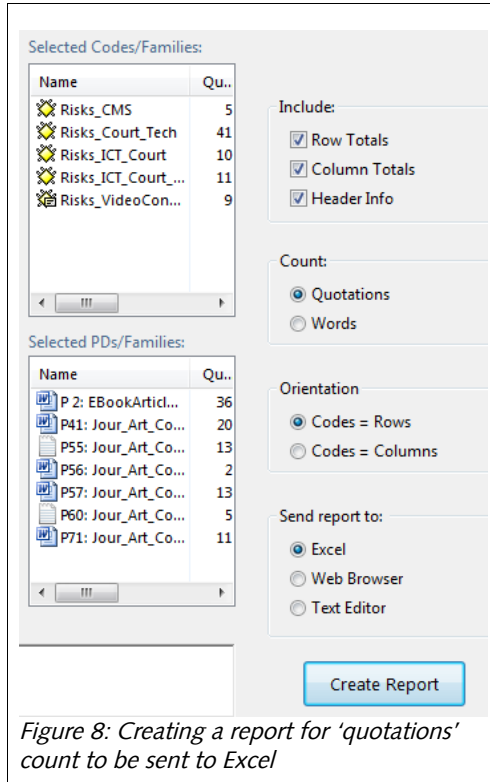 Selected Codes/Families:
Name Qu..
Risks_CMS 5
Risks_Court_Tech 41
Risks_ICT_Court 10
Risks_ICT_Court_... 11
Risks_VideoCon... 9
Selected PDs/Families:
Name Qu..
P 2: EBookArticl... 36
P41: Jour_Art_Co... 20
P55: Jour_Art_Co... 13
P56: Jour_Art_Co... 2
P57: Jour_Art_Co... 13
P60: Jour_Art_Co... 5
P71: Jour_Art_Co... 11
Include:
Row Totals
Column Totals
Header Info
Count:
Quotations
Words
Orientation
Codes = Rows
Codes = Columns
Send report to:
Excel
Web Browser
Text Editor
Create Report
Figure 8: Creating a report for ‘quotations’
count to be sent to Excel